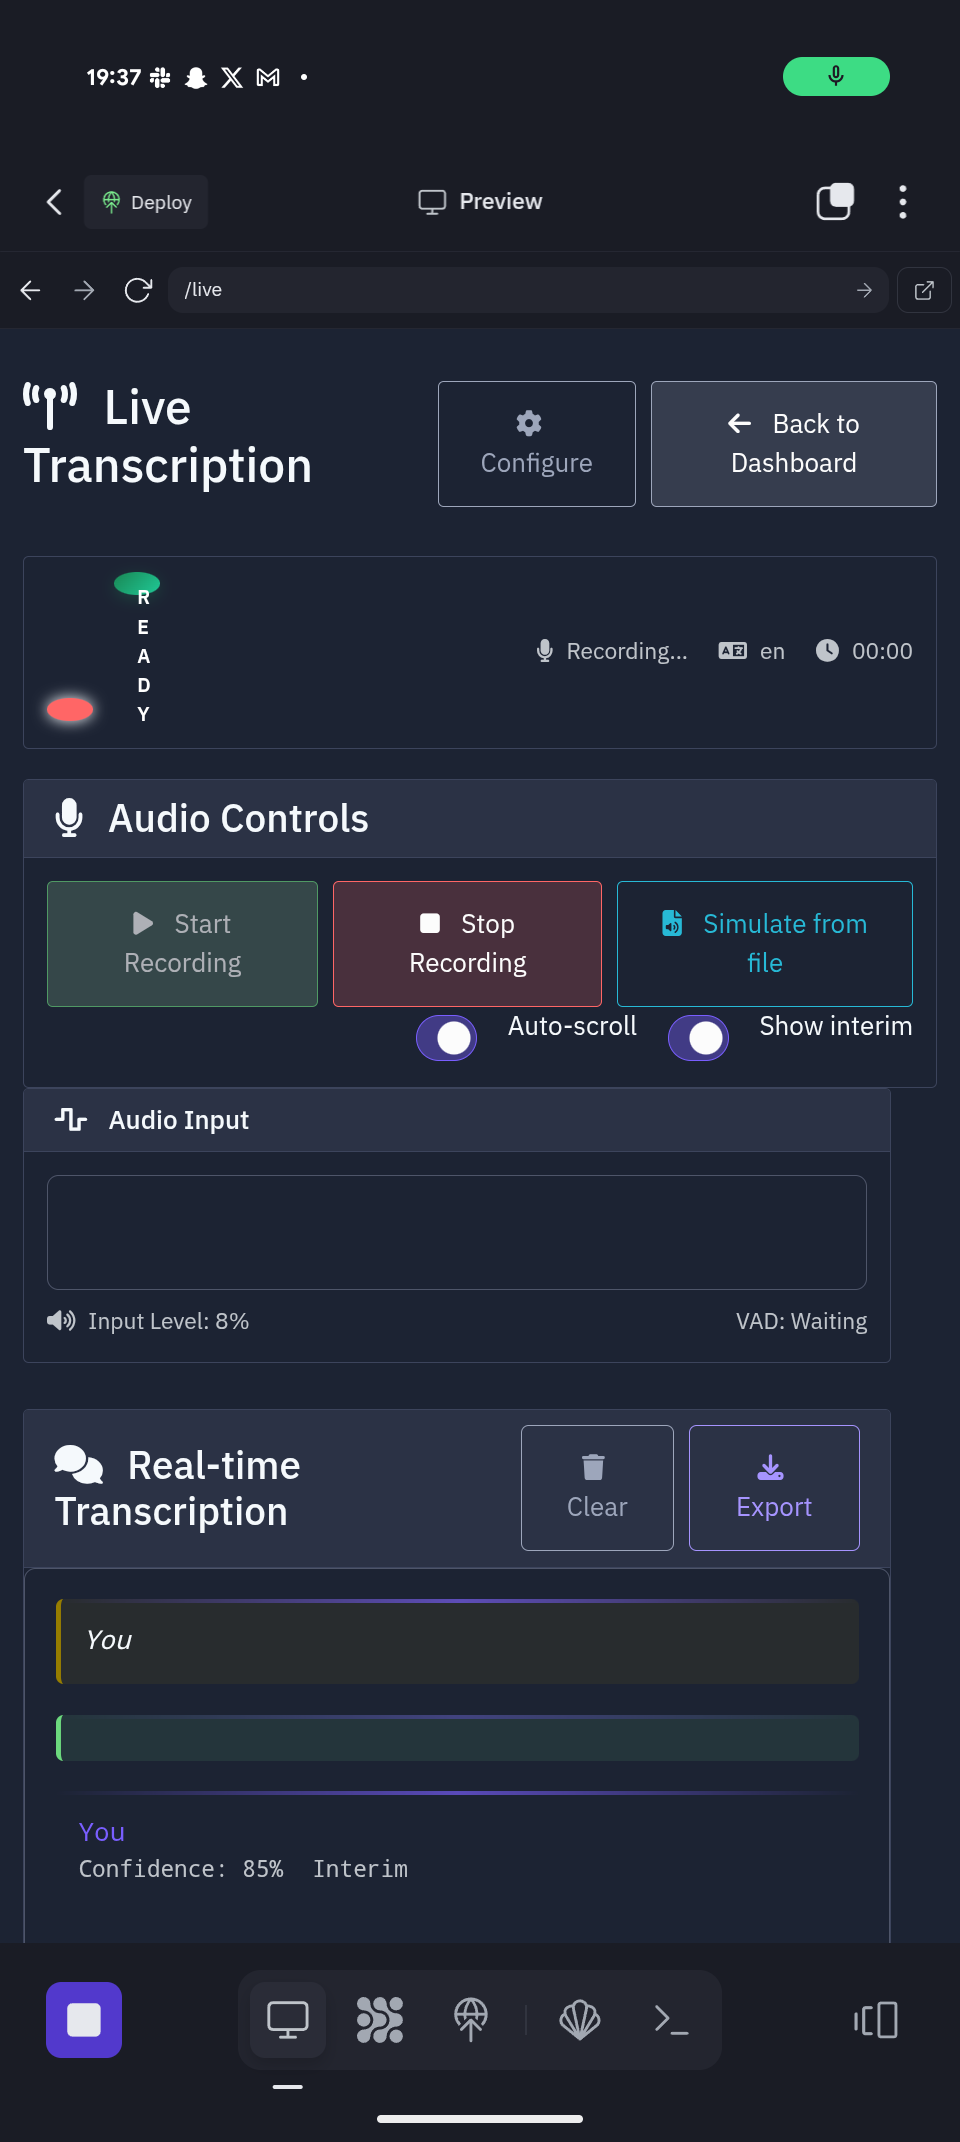 19:37
Deploy
Preview
/live
Live
Transcription
Configure
Back to
Dashboard
READY
Recording...
en
00:00
Audio Controls
Start
Recording
Stop
Recording
Simulate from
file
Auto-scroll
Show interim
Audio Input
Input Level: 8%
VAD: Waiting
Real-time
Transcription
Clear
Export
You
You
Confidence: 85% Interim